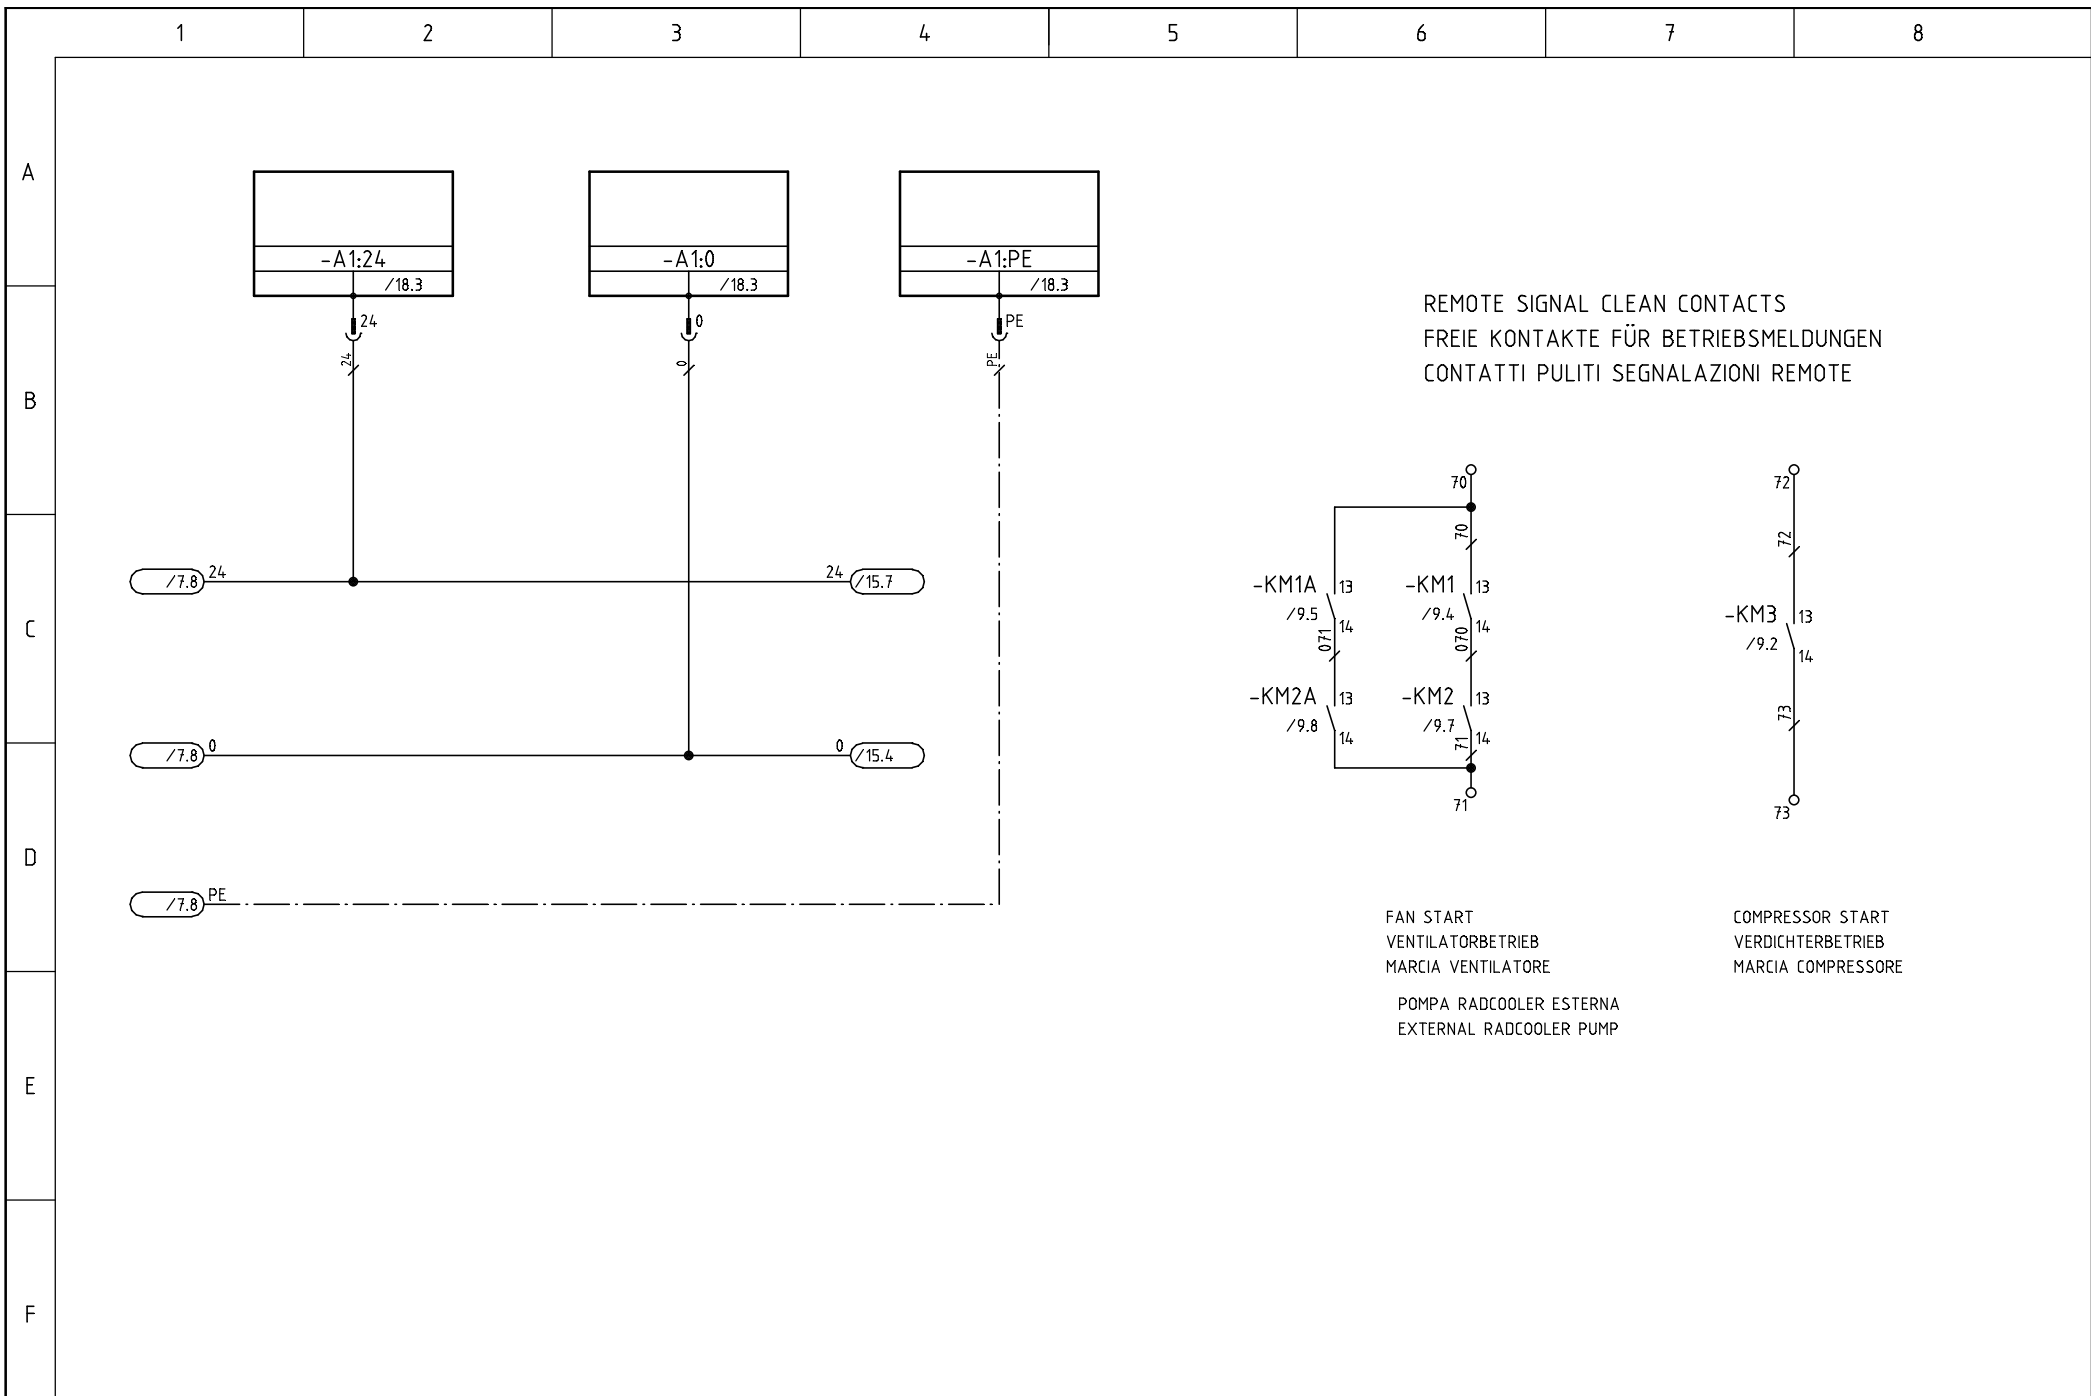 1 2 3 4 5 6 7 8
A
-A1:24 -A1:0 -A1:PE
/18.3 /18.3 /18.3
24 0 PE
24 0 PE
B
REMOTE SIGNAL CLEAN CONTACTS
FREIE KONTAKTE FÜR BETRIEBSMELDUNGEN
CONTATTI PULITI SEGNALAZIONI REMOTE
70 72
70 72
C
/7.8 24 24 /15.7
-KM1A 13 -KM1 13
/9.5 14 /9.4 14
071 070
-KM3 13
/9.2 14
-KM2A 13 -KM2 13
/9.8 14 /9.7 14
71 73
71 73
/7.8 0 0 /15.4
D
/7.8 PE
FAN START
VENTILATORBETRIEB
MARCIA VENTILATORE
COMPRESSOR START
VERDICHTERBETRIEB
MARCIA COMPRESSORE
POMPA RADCOOLER ESTERNA
EXTERNAL RADCOOLER PUMP
E
F